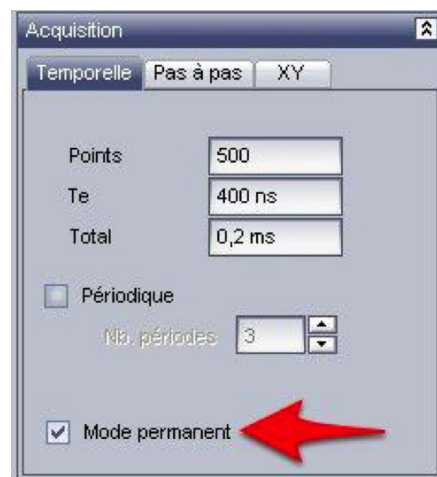 Acquisition
Temporelle Pas à pas XY
Points 500
Te 400 ns
Total 0,2 ms
Périodique
Nb. périodes 3
Mode permanent